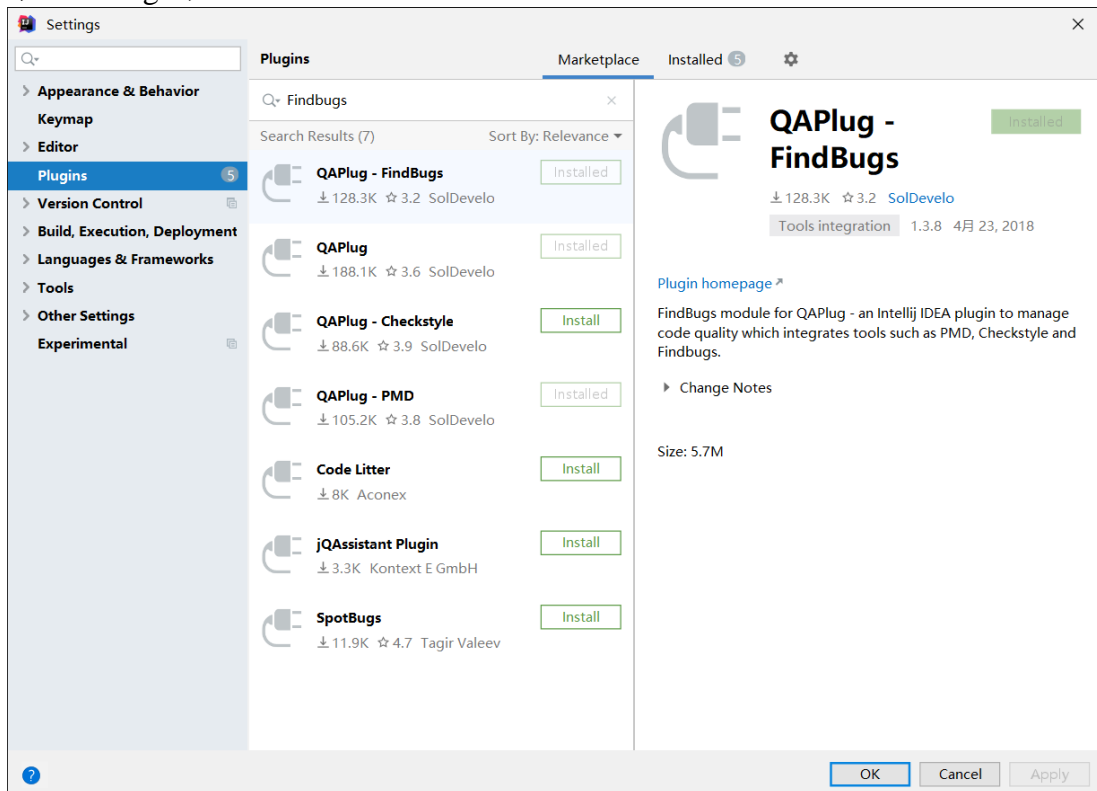 Settings
Plugins
Marketplace
Installed 5
Appearance & Behavior
Keymap
Editor
Plugins 5
Version Control
Build, Execution, Deployment
Languages & Frameworks
Tools
Other Settings
Experimental
Findbugs
Search Results (7) Sort By: Relevance
QAPlug - FindBugs Installed
128.3K 3.2 SolDevelo
QAPlug Installed
188.1K 3.6 SolDevelo
QAPlug - Checkstyle Install
88.6K 3.9 SolDevelo
QAPlug - PMD Installed
105.2K 3.8 SolDevelo
Code Litter Install
8K Aconex
jQAssistant Plugin Install
3.3K Kontext E GmbH
SpotBugs Install
11.9K 4.7 Tagir Valeev
QAPlug - Installed
FindBugs
128.3K 3.2 SolDevelo
Tools integration 1.3.8 4月 23, 2018
Plugin homepage
FindBugs module for QAPlug - an Intellij IDEA plugin to manage
code quality which integrates tools such as PMD, Checkstyle and
Findbugs.
Change Notes
Size: 5.7M
?
OK Cancel Apply